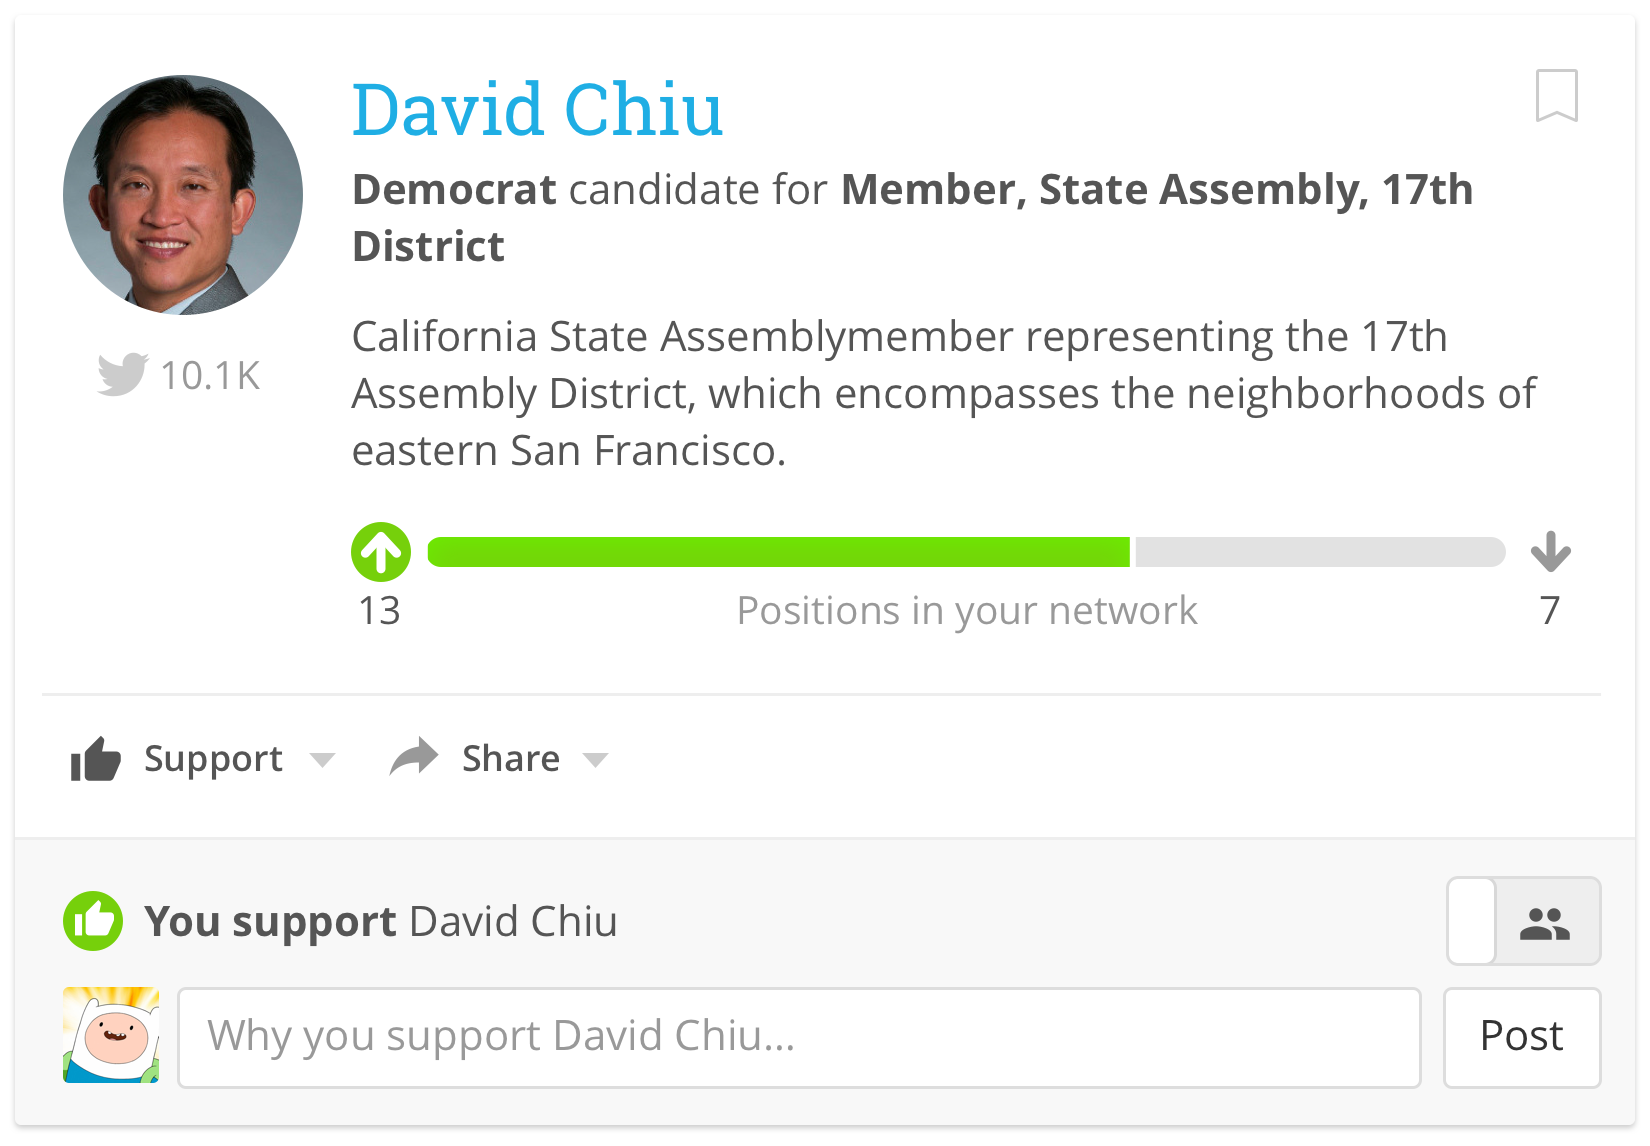 David Chiu
Democrat candidate for Member, State Assembly, 17th
District
10.1K
California State Assemblymember representing the 17th
Assembly District, which encompasses the neighborhoods of
eastern San Francisco.
13
Positions in your network
7
Support
Share
You support David Chiu
Why you support David Chiu...
Post